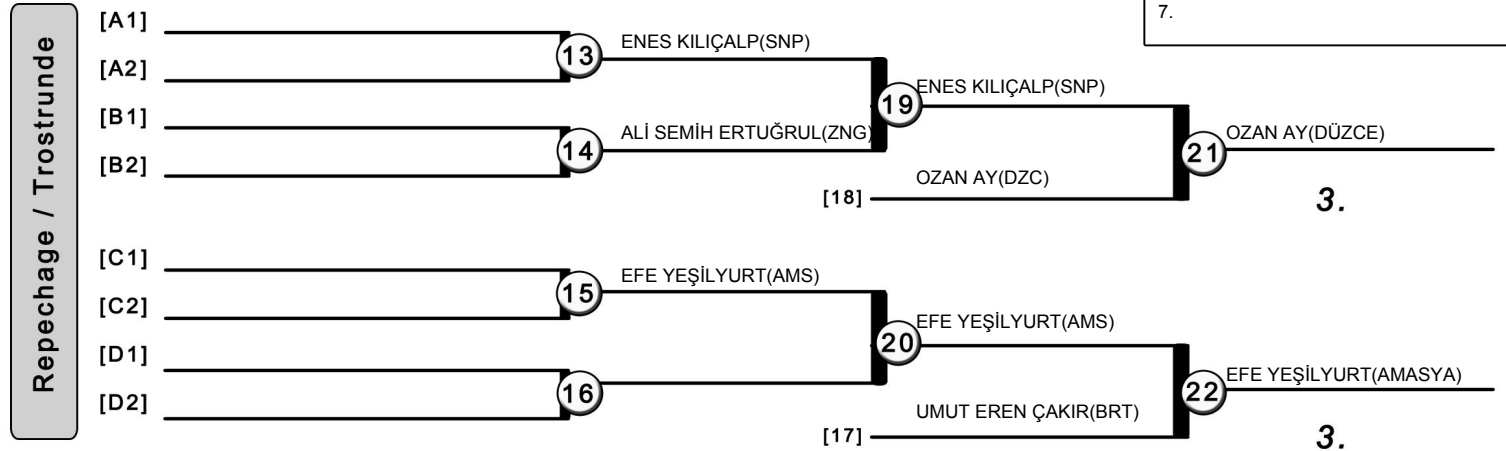 7.
Repechage / Trostrunde
[A1]
[A2]
[B1]
[B2]
13
ENES KILIÇALP(SNP)
14
ALİ SEMİH ERTUĞRUL(ZNG)
19
ENES KILIÇALP(SNP)
[18]
OZAN AY(DZC)
21
OZAN AY(DÜZCE)
3.
[C1]
[C2]
[D1]
[D2]
15
EFE YEŞİLYURT(AMS)
16
20
EFE YEŞİLYURT(AMS)
[17]
UMUT EREN ÇAKIR(BRT)
22
EFE YEŞİLYURT(AMASYA)
3.